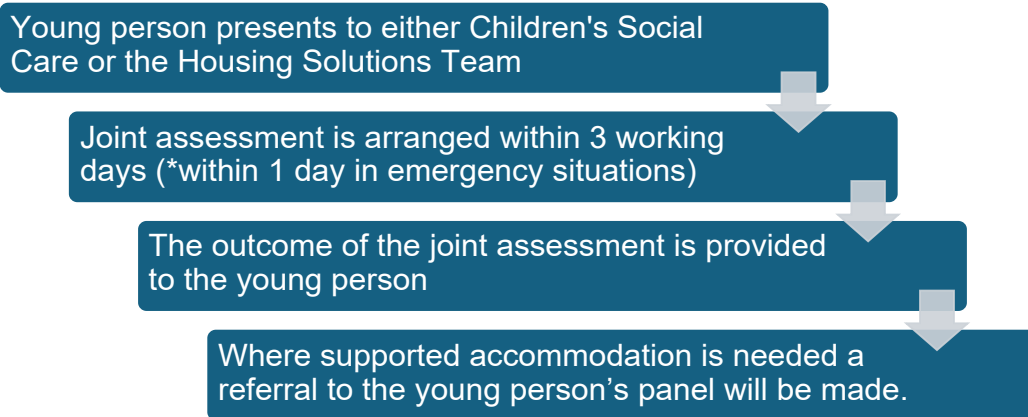 Young person presents to either Children's Social
Care or the Housing Solutions Team
Joint assessment is arranged within 3 working
days (*within 1 day in emergency situations)
The outcome of the joint assessment is provided
to the young person
Where supported accommodation is needed a
referral to the young person’s panel will be made.